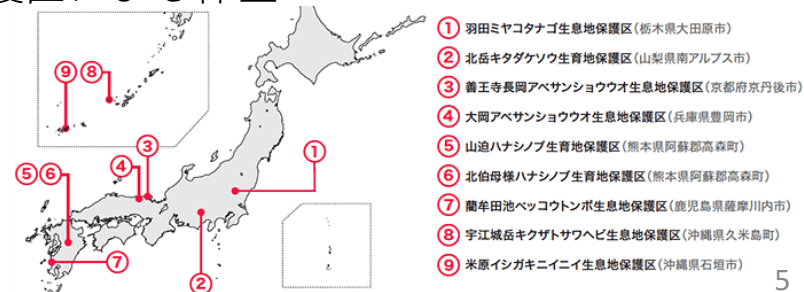 ① 羽田ミヤコタナゴ生息地保護区(栃木県大田原市)
② 北岳キタダケソウ生育地保護区(山梨県南アルプス市)
③ 善王寺長岡アベサンショウウオ生息地保護区(京都府京丹後市)
④ 大岡アベサンショウウオ生息地保護区(兵庫県豊岡市)
⑤ 山迫ハナシノブ生育地保護区(熊本県阿蘇郡高森町)
⑥ 北伯母様ハナシノブ生育地保護区(熊本県阿蘇郡高森町)
⑦ 藺牟田池ベッコウトンボ生息地保護区(鹿児島県薩摩川内市)
⑧ 宇江城岳キクザトサワヘビ生息地保護区(沖縄県久米島町)
⑨ 米原イシガキニイニイ生息地保護区(沖縄県石垣市)
⑨ ⑧
③
④ ①
⑤⑥
⑦
②
5